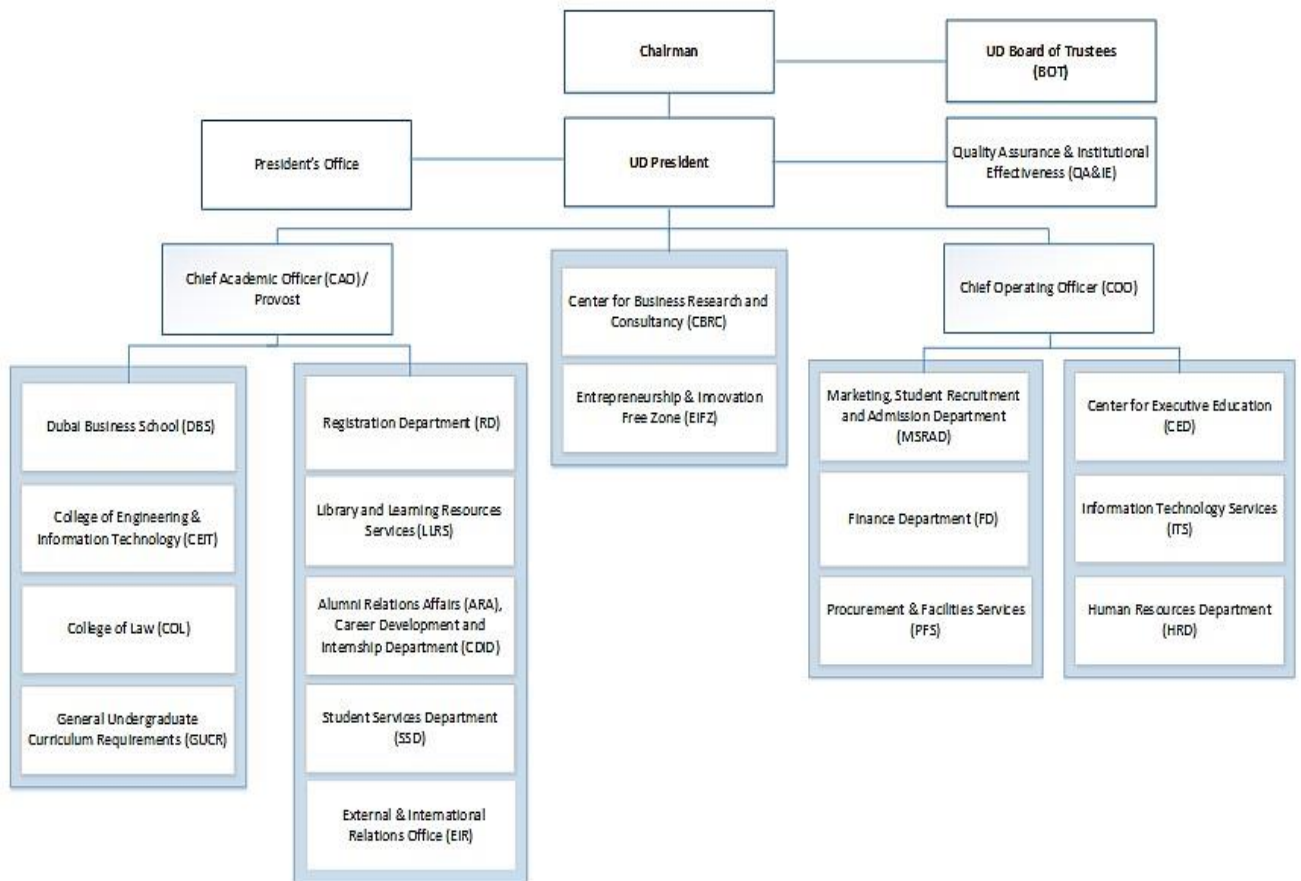 Chairman
UD Board of Trustees
(BOT)
President's Office
UD President
Quality Assurance & Institutional
Effectiveness (QA&IE)
Chief Academic Officer (CAO) /
Provost
Chief Operating Officer (COO)
Center for Business Research and
Consultancy (CBRC)
Entrepreneurship & Innovation
Free Zone (EIFZ)
Dubai Business School (DBS)
College of Engineering &
Information Technology (CEIT)
College of Law (COL)
General Undergraduate
Curriculum Requirements (GUCR)
Registration Department (RD)
Library and Learning Resources
Services (LLRS)
Alumni Relations Affairs (ARA),
Career Development and
Internship Department (CDID)
Student Services Department
(SSD)
External & International
Relations Office (EIR)
Marketing, Student Recruitment
and Admission Department
(MSRAD)
Finance Department (FD)
Procurement & Facilities Services
(PFS)
Center for Executive Education
(CED)
Information Technology Services
(ITS)
Human Resources Department
(HRD)